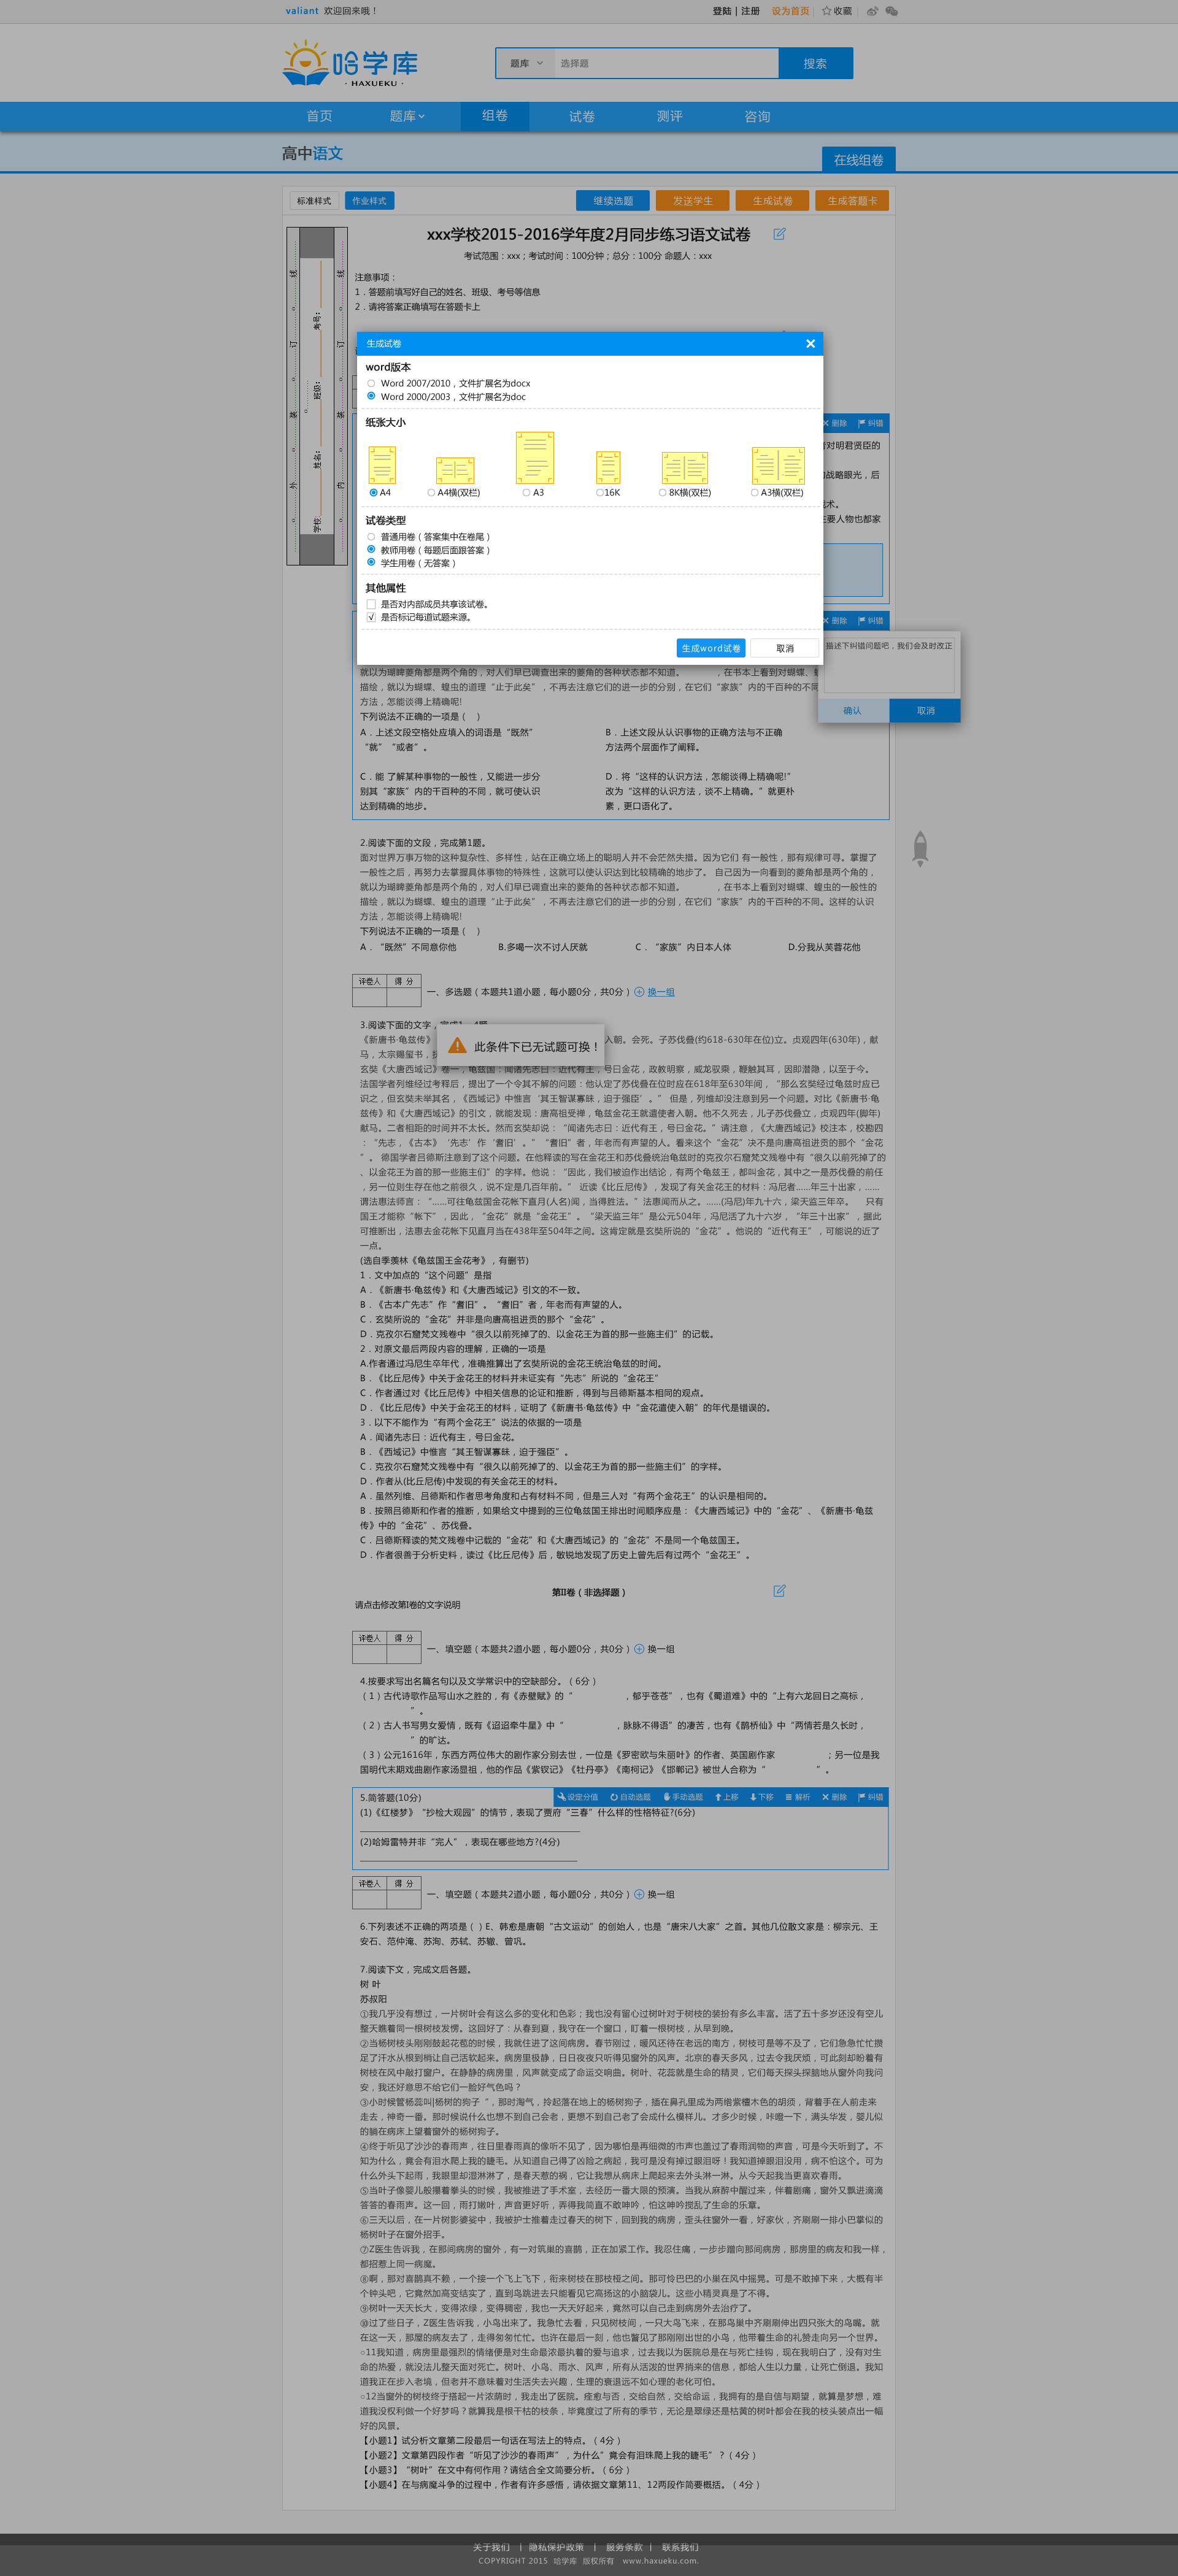 valiant 欢迎回来哦！
登陆 | 注册 设为首页 收藏
哈学库
· HAXUEKU ·
题库 选择题 搜索
首页 题库 组卷 试卷 测评 咨询
高中语文 在线组卷
标准样式 作业样式 继续选题 发送学生 生成试卷 生成答题卡
xxx学校2015-2016学年度2月同步练习语文试卷
考试范围：xxx；考试时间：100分钟；总分：100分 命题人：xxx
注意事项：
1．答题前填写好自己的姓名、班级、考号等信息
2．请将答案正确填写在答题卡上
线 订 装 外
考号： 班级： 姓名： 学校:
线 订 装 内
生成试卷
word版本
Word 2007/2010，文件扩展名为docx
Word 2000/2003，文件扩展名为doc
纸张大小
A4 A4横(双栏) A3 16K 8K横(双栏) A3横(双栏)
试卷类型
普通用卷（答案集中在卷尾）
教师用卷（每题后面跟答案）
学生用卷（无答案）
其他属性
是否对内部成员共享该试卷。
√ 是否标记每道试题来源。
生成word试卷 取消
删除 纠错
对明君贤臣的
战略眼光，后
术。
主要人物也都家
删除 纠错
描述下纠错问题吧，我们会及时改正
确认 取消
就以为瑚睥菱角都是两个角的，对人们早已调查出来的菱角的各种状态都不知道。 ，在书本上看到对蝴蝶、
描绘，就以为蝴蝶、蝗虫的道理“止于此矣”，不再去注意它们的进一步的分别，在它们“家族”内的千百种的不同
方法，怎能谈得上精确呢!
下列说法不正确的一项是（ ）
A．上述文段空格处应填入的词语是“既然”
“就”“或者”。
B．上述文段从认识事物的正确方法与不正确
方法两个层面作了阐释。
C．能 了解某种事物的一般性，又能进一步分
别其“家族”内的千百种的不同，就可使认识
达到精确的地步。
D．将“这样的认识方法，怎能谈得上精确呢!”
改为“这样的认识方法，谈不上精确。”就更朴
素，更口语化了。
2.阅读下面的文段，完成第1题。
面对世界万事万物的这种复杂性、多样性，站在正确立场上的聪明人并不会茫然失措。因为它们 有一般性，那有规律可寻。掌握了
一般性之后，再努力去掌握具体事物的特殊性，这就可以使认识达到比较精确的地步了。 自己因为一向看到的菱角都是两个角的，
就以为瑚睥菱角都是两个角的，对人们早已调查出来的菱角的各种状态都不知道。 ，在书本上看到对蝴蝶、蝗虫的一般性的
描绘，就以为蝴蝶、蝗虫的道理“止于此矣”，不再去注意它们的进一步的分别，在它们“家族”内的千百种的不同。这样的认识
方法，怎能谈得上精确呢!
下列说法不正确的一项是（ ）
A．“既然”不同意你他 B.多喝一次不讨人厌就 C．“家族”内日本人体 D.分我从芙蓉花他
评卷人 得 分
一、多选题（本题共1道小题，每小题0分，共0分） 换一组
3.阅读下面的文字，
《新唐书·龟兹传》 入朝。会死。子苏伐叠(约618-630年在位)立。贞观四年(630年)，献
马，太宗赐玺书，
此条件下已无试题可换！
玄奘《大唐西域记》卷一，龟兹国：闻诸先志曰：近代有王，号曰金花，政教明察，威龙驭乘，鞭触其耳，因即潜隐，以至于今。
法国学者列维经过考释后，提出了一个令其不解的问题：他认定了苏伐叠在位时应在618年至630年间，“那么玄奘经过龟兹时应已
识之，但玄奘未举其名，《西域记》中惟言‘其王智谋寡昧，迫于强臣’。” 但是，列维却没注意到另一个问题。对比《新唐书·龟
兹传》和《大唐西域记》的引文，就能发现：唐高祖受禅，龟兹金花王就遣使者入朝。他不久死去，儿子苏伐叠立，贞观四年(脚年)
献马。二者相距的时间并不太长。然而玄奘却说：“闻诸先志曰：近代有王，号曰金花。”请注意，《大唐西域记》校注本，校勘四
：“先志，《古本》‘先志’作‘耆旧’。”“耆旧”者，年老而有声望的人。看来这个“金花”决不是向唐高祖进贡的那个“金花
”。 德国学者吕德斯注意到了这个问题。在他释读的写在金花王和苏伐叠统治龟兹时的克孜尔石窟梵文残卷中有“很久以前死掉了的
、以金花王为首的那一些施主们”的字样。他说：“因此，我们被迫作出结论，有两个龟兹王，都叫金花，其中之一是苏伐叠的前任
，另一位则生存在他之前很久，说不定是几百年前。” 近读《比丘尼传》，发现了有关金花王的材料：冯尼者……年三十出家，……
谓法惠法师言：“……可往龟兹国金花帐下直月(人名)闻，当得胜法。”法惠闻而从之。……(冯尼)年九十六，梁天监三年卒。 只有
国王才能称“帐下”，因此，“金花”就是“金花王”。“梁天监三年”是公元504年，冯尼活了九十六岁，“年三十出家”，据此
可推断出，法惠去金花帐下见直月当在438年至504年之间。这肯定就是玄奘所说的“金花”。他说的“近代有王”，可能说的近了
一点。
(选自季羡林《龟兹国王金花考》，有删节)
1．文中加点的“这个问题”是指
A．《新唐书·龟兹传》和《大唐西域记》引文的不一致。
B．《古本广先志”作“耆旧”。“耆旧”者，年老而有声望的人。
C．玄奘所说的“金花”并非是向唐高祖进贡的那个“金花”。
D．克孜尔石窟梵文残卷中“很久以前死掉了的、以金花王为首的那一些施主们”的记载。
2．对原文最后两段内容的理解，正确的一项是
A.作者通过冯尼生卒年代，准确推算出了玄奘所说的金花王统治龟兹的时间。
B．《比丘尼传》中关于金花王的材料并未证实有“先志”所说的“金花王”
C．作者通过对《比丘尼传》中相关信息的论证和推断，得到与吕德斯基本相同的观点。
D．《比丘尼传》中关于金花王的材料，证明了《新唐书·龟兹传》中“金花遣使入朝”的年代是错误的。
3．以下不能作为“有两个金花王”说法的依据的一项是
A．闻诸先志曰：近代有王，号曰金花。
B．《西域记》中惟言“其王智谋寡昧，迫于强臣”。
C．克孜尔石窟梵文残卷中有“很久以前死掉了的、以金花王为首的那一些施主们”的字样。
D．作者从(比丘尼传)中发现的有关金花王的材料。
A．虽然列维、吕德斯和作者思考角度和占有材料不同，但是三人对“有两个金花王”的认识是相同的。
B．按照吕德斯和作者的推断，如果给文中提到的三位龟兹国王排出时间顺序应是：《大唐西域记》中的“金花”、《新唐书·龟兹
传》中的“金花”、苏伐叠。
C．吕德斯释读的梵文残卷中记载的“金花”和《大唐西域记》的“金花”不是同一个龟兹国王。
D．作者很善于分析史料，读过《比丘尼传》后，敏锐地发现了历史上曾先后有过两个“金花王”。
第II卷（非选择题）
请点击修改第I卷的文字说明
评卷人 得 分
一、填空题（本题共2道小题，每小题0分，共0分） 换一组
4.按要求写出名篇名句以及文学常识中的空缺部分。（6分）
（1）古代诗歌作品写山水之胜的，有《赤壁赋》的“ ，郁乎苍苍”，也有《蜀道难》中的“上有六龙回日之高标，
”。
（2）古人书写男女爱情，既有《迢迢牵牛星》中“ ，脉脉不得语”的凄苦，也有《鹊桥仙》中“两情若是久长时，
”的旷达。
（3）公元1616年，东西方两位伟大的剧作家分别去世，一位是《罗密欧与朱丽叶》的作者、英国剧作家 ；另一位是我
国明代末期戏曲剧作家汤显祖，他的作品《紫钗记》《牡丹亭》《南柯记》《邯郸记》被世人合称为“ ”。
5.简答题(10分) 设定分值 自动选题 手动选题 上移 下移 解析 删除 纠错
(1)《红楼梦》“抄检大观园”的情节，表现了贾府“三春”什么样的性格特征?(6分)
(2)哈姆雷特并非“完人”，表现在哪些地方?(4分)
评卷人 得 分
一、填空题（本题共2道小题，每小题0分，共0分） 换一组
6.下列表述不正确的两项是（ ）E、韩愈是唐朝“古文运动”的创始人，也是“唐宋八大家”之首。其他几位散文家是：柳宗元、王
安石、范仲淹、苏洵、苏轼、苏辙、曾巩。
7.阅读下文，完成文后各题。
树 叶
苏叔阳
①我几乎没有想过，一片树叶会有这么多的变化和色彩；我也没有留心过树叶对于树枝的装扮有多么丰富。活了五十多岁还没有空儿
整天瞧着同一根树枝发愣。这回好了：从春到夏，我守在一个窗口，盯着一根树枝，从早到晚。
②当杨树枝头刚刚鼓起花苞的时候，我就住进了这间病房。春节刚过，暖风还待在老远的南方，树枝可是等不及了，它们急急忙忙攒
足了汗水从根到梢让自己活软起来。病房里极静，日日夜夜只听得见窗外的风声。北京的春天多风，过去令我厌烦，可此刻却盼着有
树枝在风中敲打窗户。在静静的病房里，风声就变成了命运交响曲。树叶、花蕊就是生命的精灵，它们每天探头探脑地从窗外向我问
安，我还好意思不给它们一脸好气色吗？
③小时候管杨蕊叫[杨树的狗子“，那时淘气，拎起落在地上的杨树狗子，插在鼻孔里成为两绺紫檀木色的胡须，背着手在人前走来
走去，神奇一番。那时候说什么也想不到自己会老，更想不到自己老了会成什么模样儿。才多少时候，咔噔一下，满头华发，婴儿似
的躺在病床上望着窗外的杨树狗子。
④终于听见了沙沙的春雨声，往日里春雨真的像听不见了，因为哪怕是再细微的市声也盖过了春雨润物的声音，可是今天听到了。不
知为什么，竟会有泪水爬上我的睫毛。从知道自己得了凶险之病起，我可是没有掉过眼泪呀！我知道掉眼泪没用，病不怕这个。可为
什么外头下起雨，我眼里却湿淋淋了，是春天惹的祸，它让我想从病床上爬起来去外头淋一淋。从今天起我当更喜欢春雨。
⑤当叶子像婴儿般攥着拳头的时候，我被推进了手术室，去经历一番大限的预演。当我从麻醉中醒过来，伴着剧痛，窗外又飘进滴滴
答答的春雨声。这一回，雨打嫩叶，声音更好听，弄得我简直不敢呻吟，怕这呻吟搅乱了生命的乐章。
⑥三天以后，在一片树影婆娑中，我被护士推着走过春天的树下，回到我的病房，歪头往窗外一看，好家伙，齐刷刷一排小巴掌似的
杨树叶子在窗外招手。
⑦Z医生告诉我，在那间病房的窗外，有一对筑巢的喜鹊，正在加紧工作。我忍住痛，一步步蹭向那间病房，那房里的病友和我一样，
都招惹上同一病魔。
⑧啊，那对喜鹊真不赖，一个接一个飞上飞下，衔来树枝在那枝桠之间。那可怜巴巴的小巢在风中摇晃。可是不敢掉下来，大概有半
个钟头吧，它竟然加高变结实了，直到鸟跳进去只能看见它高扬这的小脑袋儿。这些小精灵真是了不得。
⑨树叶一天天长大，变得浓绿，变得稠密，我也一天天好起来，竟然可以自己走到病房外去治疗了。
⑩过了些日子，Z医生告诉我，小鸟出来了。我急忙去看，只见树枝间，一只大鸟飞来，在那鸟巢中齐刷刷伸出四只张大的鸟嘴。就
在这一天，那屋的病友去了，走得匆匆忙忙。也许在最后一刻，他也瞥见了那刚刚出世的小鸟，他带着生命的礼赞走向另一个世界。
○11我知道，病房里最强烈的情绪便是对生命最浓最执着的爱与追求，过去我以为医院总是在与死亡挂钩，现在我明白了，没有对生
命的热爱，就没法儿整天面对死亡。树叶、小鸟、雨水、风声，所有从活泼的世界捎来的信息，都给人生以力量，让死亡倒退。我知
道我正在步入老境，但老并不意味着对生活失去兴趣，生理的衰退远不如心理的老化可怕。
○12当窗外的树枝终于搭起一片浓荫时，我走出了医院。痊愈与否，交给自然，交给命运，我拥有的是自信与期望，就算是梦想，难
道我没权利做一个好梦吗？就算我是根干枯的枝条，毕竟度过了所有的季节，无论是翠绿还是枯黄的树叶都会在我的枝头装点出一幅
好的风景。
【小题1】试分析文章第二段最后一句话在写法上的特点。（4分）
【小题2】文章第四段作者“听见了沙沙的春雨声”，为什么”竟会有泪珠爬上我的睫毛”？（4分）
【小题3】“树叶”在文中有何作用？请结合全文简要分析。（6分）
【小题4】在与病魔斗争的过程中，作者有许多感悟，请依据文章第11、12两段作简要概括。（4分）
关于我们 | 隐私保护政策 | 服务条款 | 联系我们
COPYRIGHT 2015 哈学库 版权所有 www.haxueku.com.